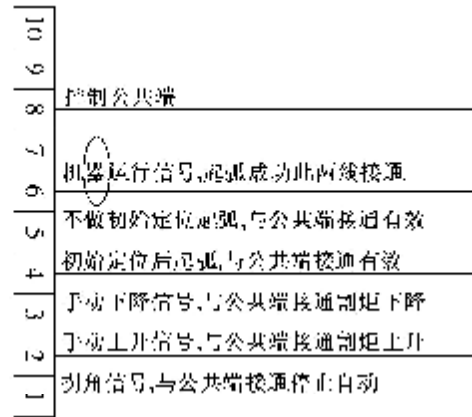 10
9
8
控制公共端
7
机器运行信号,起弧成功此两线接通
6
不做初始定位起弧,与公共端接通有效
5
初始定位后起弧,与公共端接通有效
4
手动下降信号,与公共端接通割炬下降
3
手动上升信号,与公共端接通割炬上升
2
拐角信号,与公共端接通停止自动
1